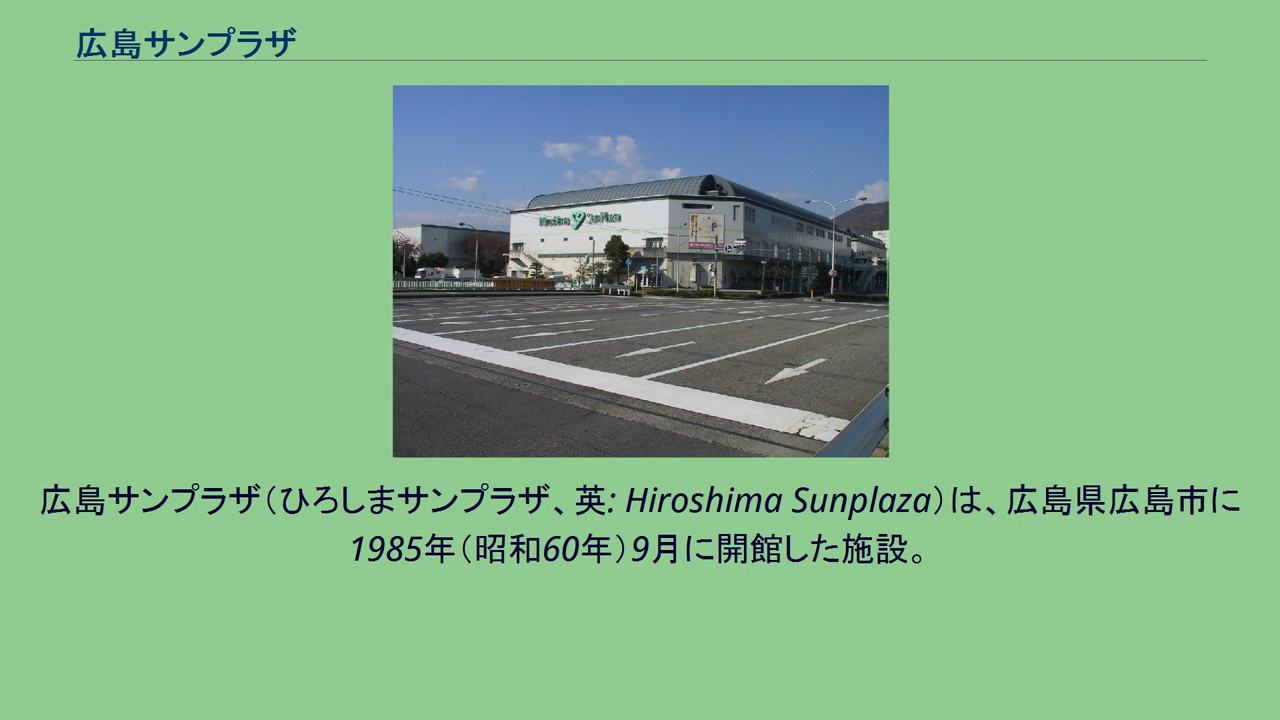 広島サンプラザ
Hiroshima SunPlaza
広島サンプラザ（ひろしまサンプラザ、英: Hiroshima Sunplaza）は、広島県広島市に
1985年（昭和60年）9月に開館した施設。